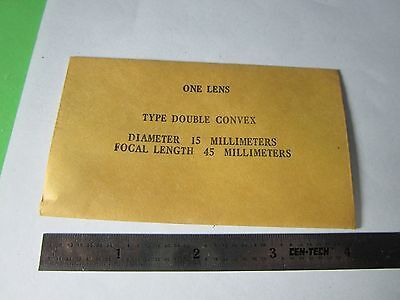 ONE LENS
TYPE DOUBLE CONVEX
DIAMETER 15 MILLIMETERS
FOCAL LENGTH 45 MILLIMETERS
1 2 3 CEN-TECH 4